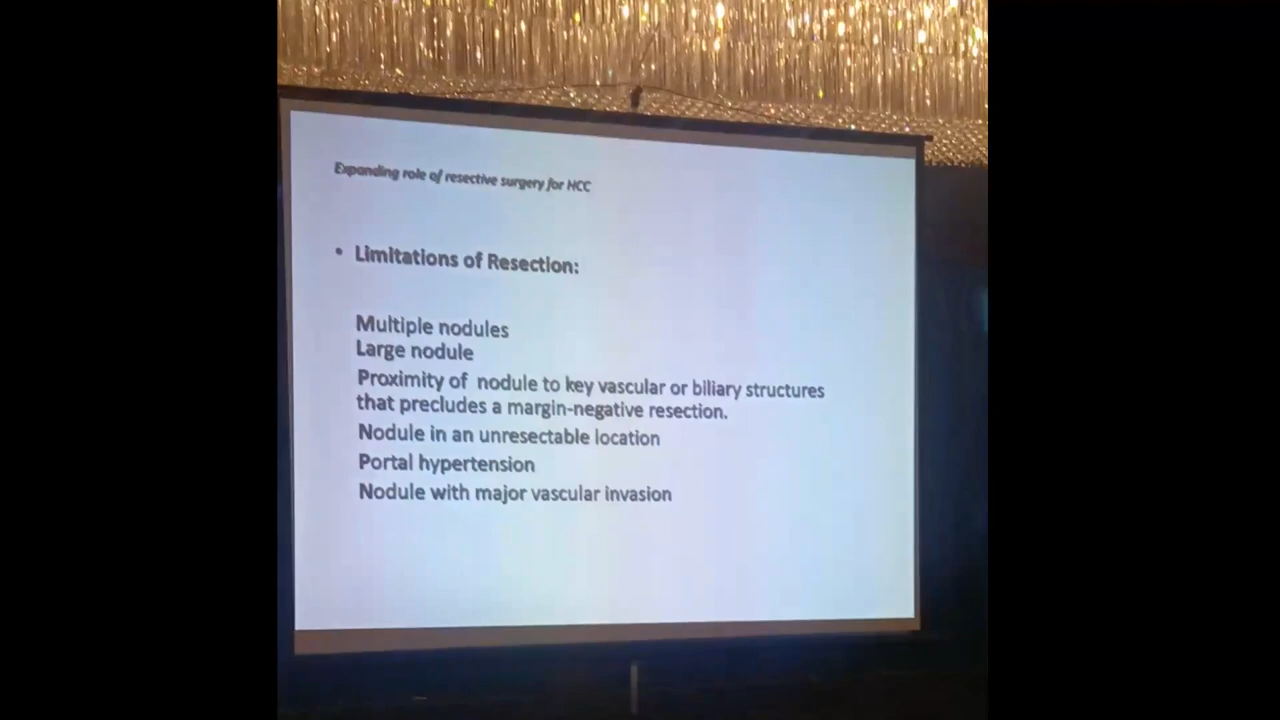 Expanding role of resective surgery for HCC
• Limitations of Resection:
Multiple nodules
Large nodule
Proximity of nodule to key vascular or biliary structures
that precludes a margin-negative resection.
Nodule in an unresectable location
Portal hypertension
Nodule with major vascular invasion